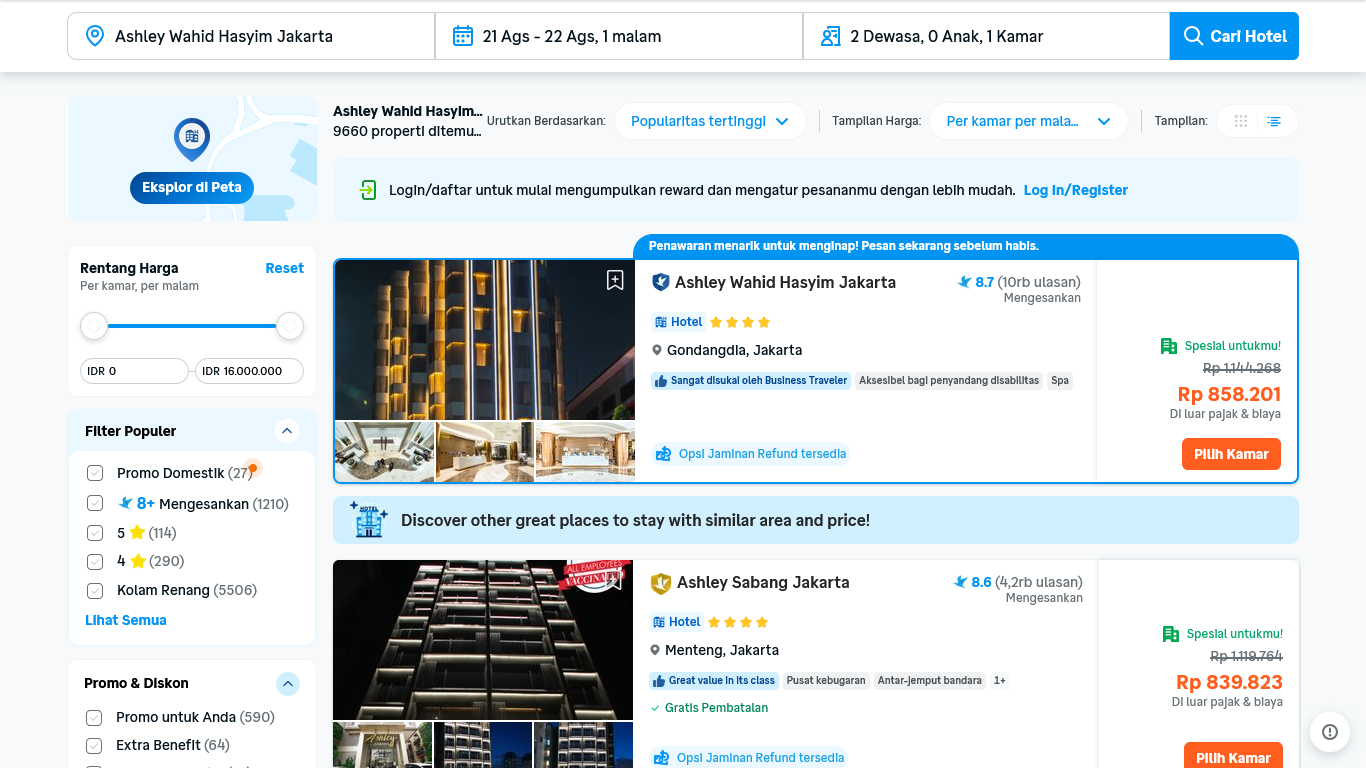 Ashley Wahid Hasyim Jakarta
21 Ags - 22 Ags, 1 malam
2 Dewasa, 0 Anak, 1 Kamar
Cari Hotel
Eksplor di Peta
Ashley Wahid Hasyim...
9660 properti ditemu...
Urutkan Berdasarkan:
Popularitas tertinggi
Tampilan Harga:
Per kamar per mala...
Tampilan:
Login/daftar untuk mulai mengumpulkan reward dan mengatur pesananmu dengan lebih mudah. Log In/Register
Rentang Harga
Reset
Per kamar, per malam
IDR 0
IDR 16.000.000
Filter Populer
Promo Domestik (27)
8+ Mengesankan (1210)
5 (114)
4 (290)
Kolam Renang (5506)
Lihat Semua
Promo & Diskon
Promo untuk Anda (590)
Extra Benefit (64)
Penawaran menarik untuk menginap! Pesan sekarang sebelum habis.
Ashley Wahid Hasyim Jakarta
8.7 (10rb ulasan)
Mengesankan
Hotel
Gondangdia, Jakarta
Sangat disukai oleh Business Traveler
Aksesibel bagi penyandang disabilitas
Spa
Opsi Jaminan Refund tersedia
Spesial untukmu!
Rp 1.144.268
Rp 858.201
Di luar pajak & biaya
Pilih Kamar
HOTEL
Discover other great places to stay with similar area and price!
ALL EMPLOYEES
VACCINATED
Ashley
Ashley Sabang Jakarta
8.6 (4,2rb ulasan)
Mengesankan
Hotel
Menteng, Jakarta
Great value in its class
Pusat kebugaran
Antar-jemput bandara
1+
Gratis Pembatalan
Opsi Jaminan Refund tersedia
Spesial untukmu!
Rp 1.119.764
Rp 839.823
Di luar pajak & biaya
Pilih Kamar